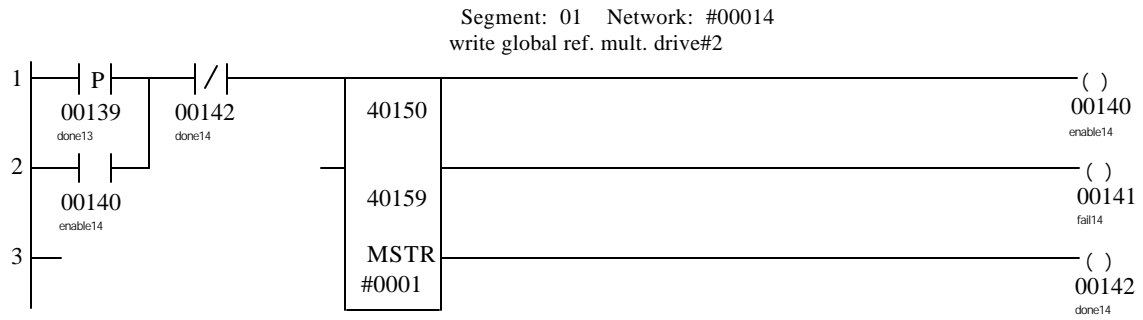 Segment: 01 Network: #00014
write global ref. mult. drive#2
1 P / ( )
00139 00142 40150 00140
done13 done14 enable14
2 ( )
00140 40159 00141
enable14 fail14
3 MSTR ( )
#0001 00142
done14